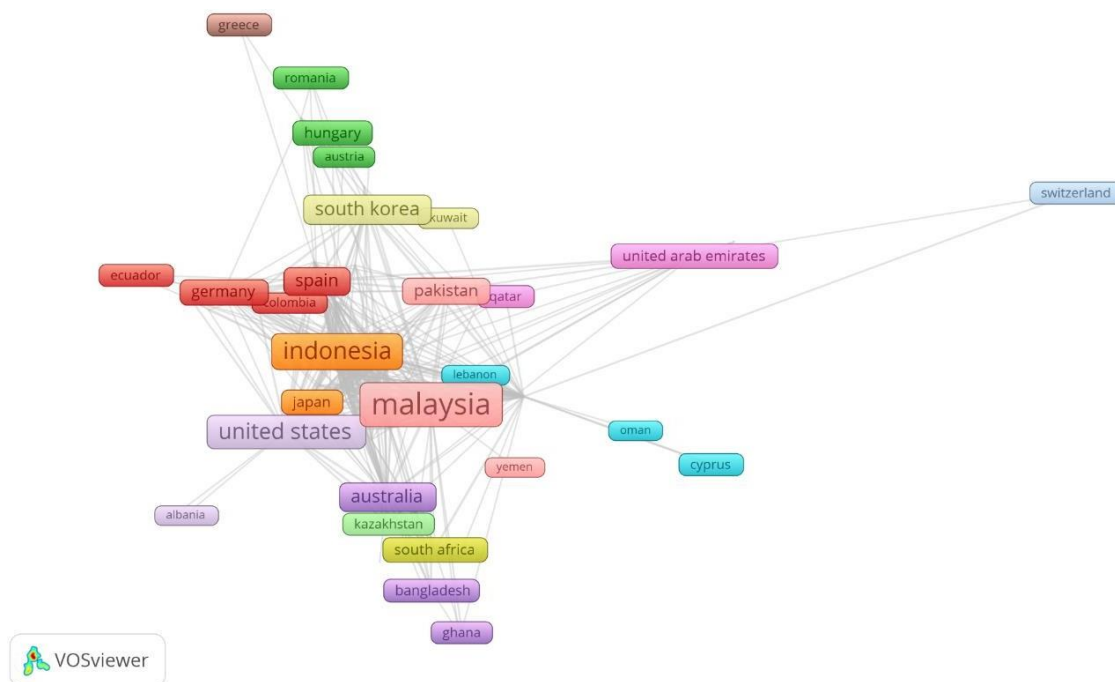 greece
romania
hungary
austria
switzerland
south korea
kuwait
united arab emirates
ecuador
spain
germany
colombia
pakistan
qatar
indonesia
lebanon
malaysia
japan
united states
oman
cyprus
yemen
australia
albania
kazakhstan
south africa
bangladesh
ghana
VOSviewer